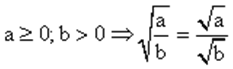 a ≥ 0; b > 0 ⇒ √(a/b) = √a/√b